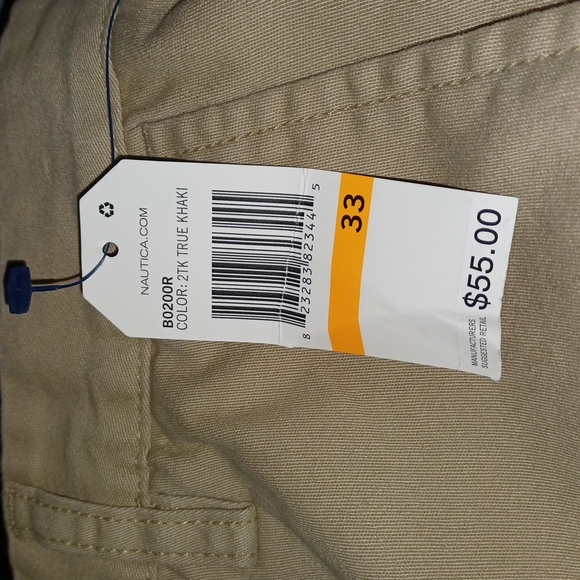 NAUTICA.COM
B0200R
COLOR: 2TK TRUE KHAKI
8 23283 82344 5
33
MANUFACTURERS
SUGGESTED RETAIL
$55.00